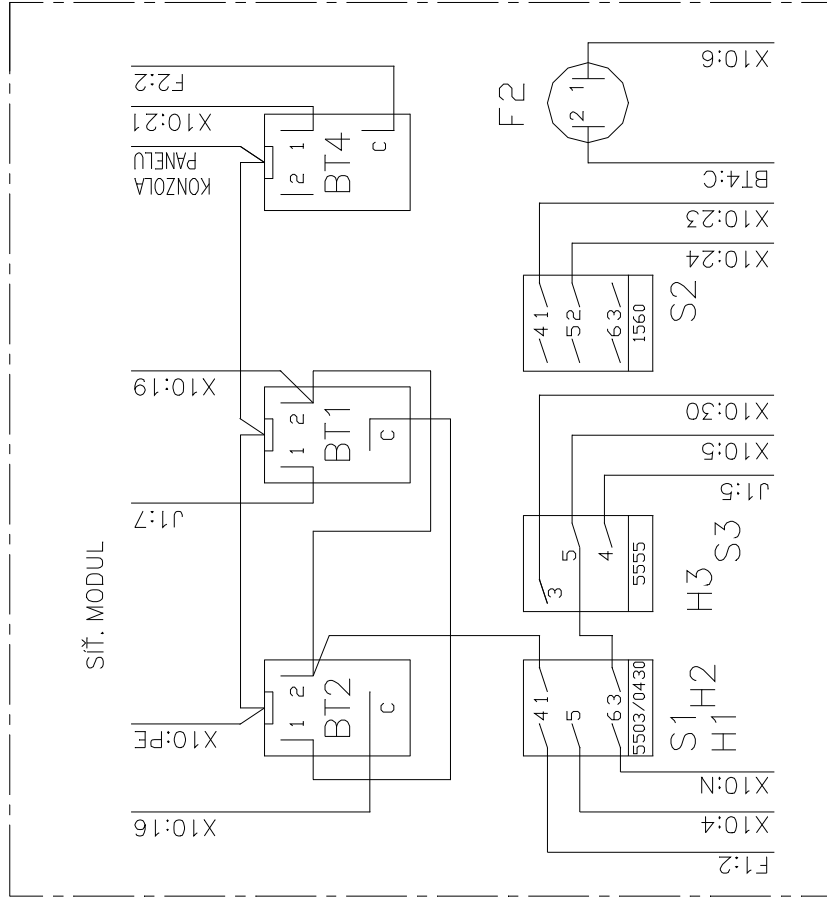 F2:2
X10:21
KONZOLA
PANELU
2 1
C
BT4
X10:19
1 2
C
BT1
J1:7
SÍŤ. MODUL
X10:PE
1 2
C
BT2
X10:16
F2
2 1
X10:6
BT4:C
X10:23
X10:24
41
52
63
1560
S2
X10:30
X10:5
J1:5
3
5
4
5555
H3
S3
41
5
63
5503/0430
S1
H1
H2
X10:N
X10:4
F1:2